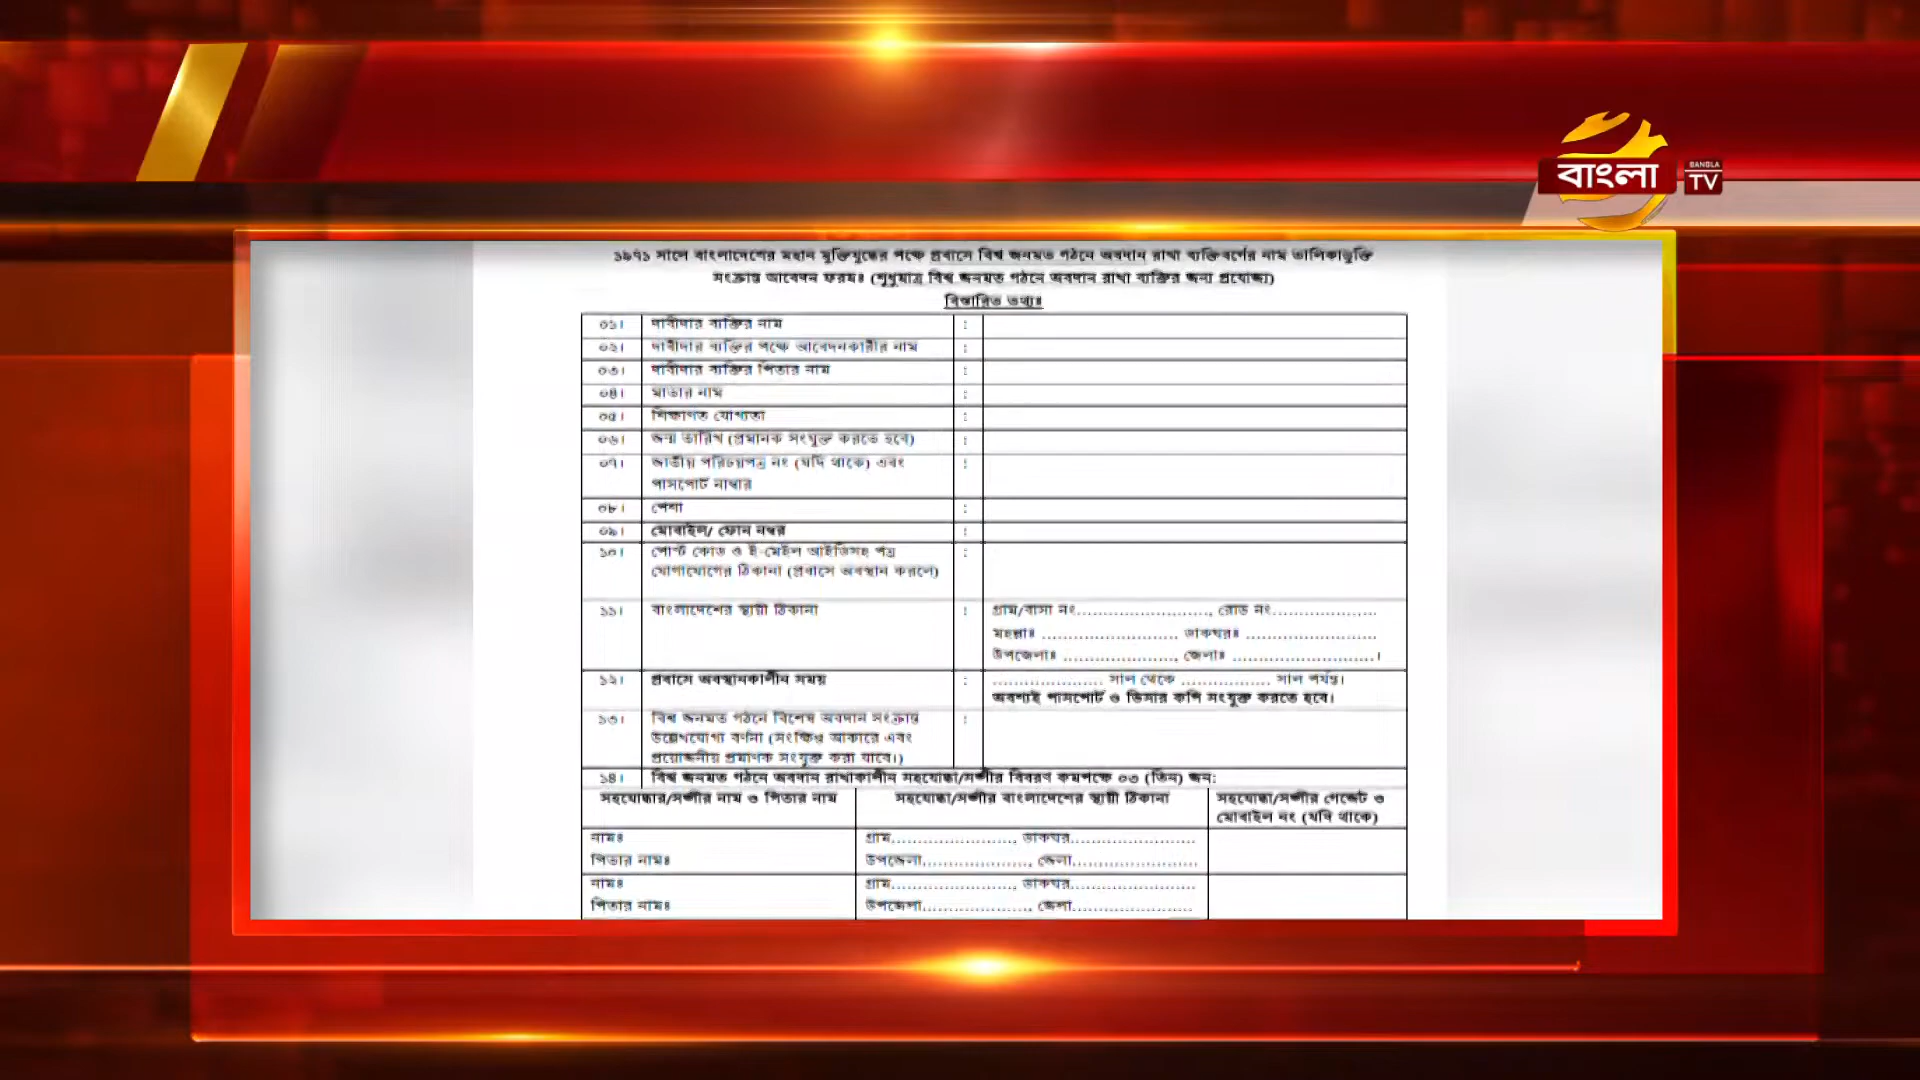 বাংলা
BANGLA
TV
১৯৭১ সালে বাংলাদেশের মহান মুক্তিযুদ্ধের পক্ষে প্রবাসে বিশ্ব জনমত গঠনে অবদান রাখা ব্যক্তিবর্গের নাম তালিকাভুক্তি
সংক্রান্ত আবেদন ফরমঃ (শুধুমাত্র বিশ্ব জনমত গঠনে অবদান রাখা ব্যক্তির জন্য প্রযোজ্য)
বিস্তারিত তথ্যঃ
০১। দাবীদার ব্যক্তির নাম :
০২। দাবীদার ব্যক্তির পক্ষে আবেদনকারীর নাম :
০৩। দাবীদার ব্যক্তির পিতার নাম :
০৪। মাতার নাম :
০৫। শিক্ষাগত যোগ্যতা :
০৬। জন্ম তারিখ (প্রমানক সংযুক্ত করতে হবে) :
০৭। জাতীয় পরিচয়পত্র নং (যদি থাকে) এবং :
পাসপোর্ট নাম্বার
০৮। পেশা :
০৯। মোবাইল/ ফোন নম্বর :
১০। পোস্ট কোড ও ই-মেইল আইডিসহ পত্র :
যোগাযোগের ঠিকানা (প্রবাসে অবস্থান করলে)
১১। বাংলাদেশের স্থায়ী ঠিকানা : গ্রাম/বাসা নং........................., রোড নং....................
মহল্লাঃ .........................., ডাকঘরঃ .........................
উপজেলাঃ ......................, জেলাঃ ...........................।
১২। প্রবাসে অবস্থানকালীন সময় : ..................... সাল থেকে ................. সাল পর্যন্ত।
অবশ্যই পাসপোর্ট ও ভিসার কপি সংযুক্ত করতে হবে।
১৩। বিশ্ব জনমত গঠনে বিশেষ অবদান সংক্রান্ত :
উল্লেখযোগ্য বর্ণনা (সংক্ষিপ্ত আকারে এবং
প্রয়োজনীয় প্রমাণক সংযুক্ত করা যাবে।)
১৪। বিশ্ব জনমত গঠনে অবদান রাখাকালীন সহযোদ্ধা/সঙ্গীর বিবরণ কমপক্ষে ০৩ (তিন) জন:
সহযোদ্ধার/সঙ্গীর নাম ও পিতার নাম সহযোদ্ধা/সঙ্গীর বাংলাদেশের স্থায়ী ঠিকানা সহযোদ্ধা/সঙ্গীর গেজেট ও
মোবাইল নং (যদি থাকে)
নামঃ গ্রাম......................., ডাকঘর........................
পিতার নামঃ উপজেলা....................., জেলা........................
নামঃ গ্রাম......................., ডাকঘর........................
পিতার নামঃ উপজেলা....................., জেলা.......................